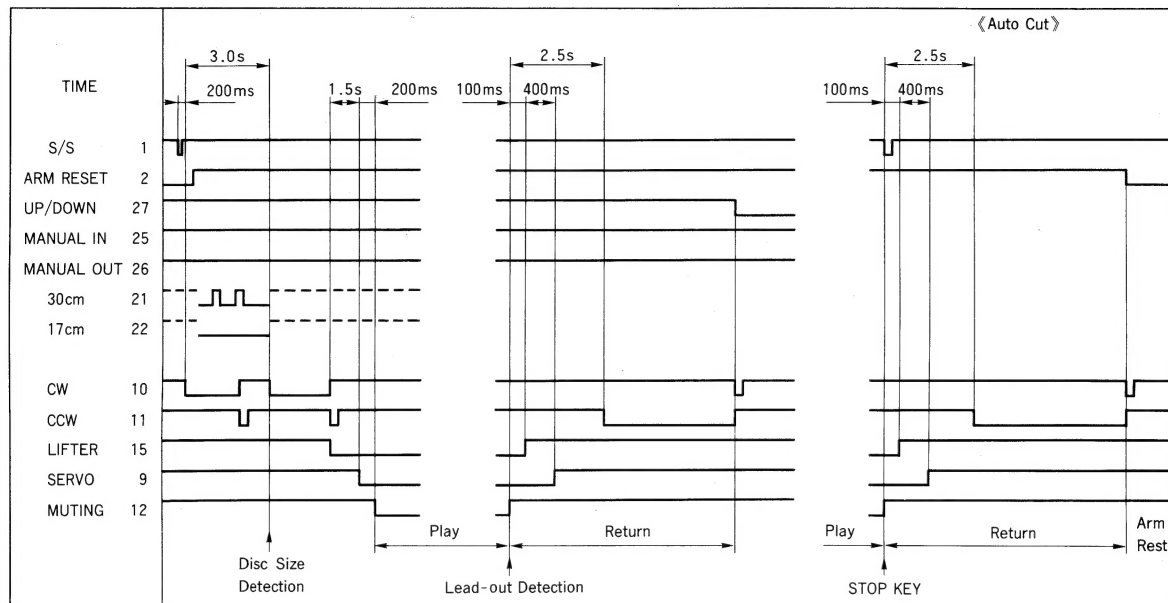 《Auto Cut》
3.0s 2.5s 2.5s
TIME
200ms 1.5s 200ms 100ms 400ms 100ms 400ms
S/S 1
ARM RESET 2
UP/DOWN 27
MANUAL IN 25
MANUAL OUT 26
30cm 21
17cm 22
CW 10
CCW 11
LIFTER 15
SERVO 9
MUTING 12
Play Return Play Return Arm Rest
Disc Size Detection
Lead-out Detection
STOP KEY